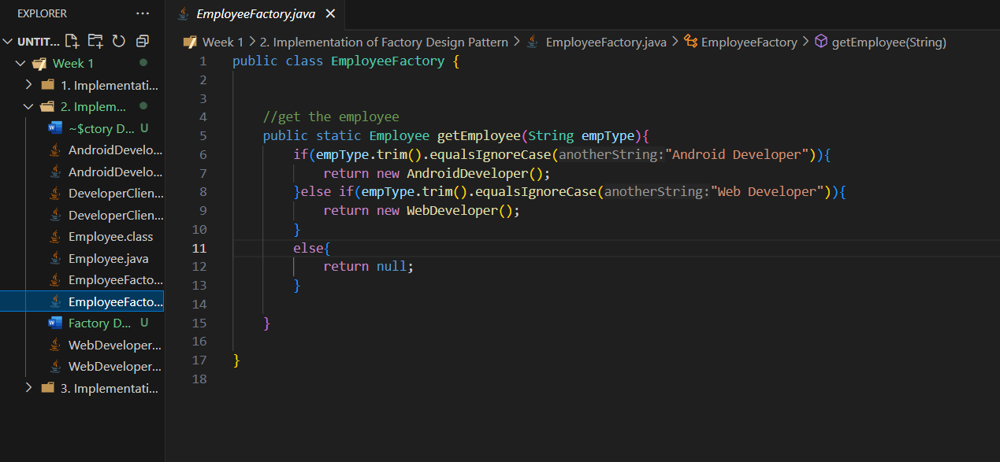 EXPLORER ...
EmployeeFactory.java
UNTIT...
Week 1 > 2. Implementation of Factory Design Pattern > EmployeeFactory.java > EmployeeFactory > getEmployee(String)
Week 1
1. Implementati...
2. Implem...
~$ctory D... U
AndroidDevelo...
AndroidDevelo...
DeveloperClien...
DeveloperClien...
Employee.class
Employee.java
EmployeeFacto...
EmployeeFacto...
Factory D... U
WebDeveloper...
WebDeveloper...
3. Implementati...
1 public class EmployeeFactory {
2
3
4 //get the employee
5 public static Employee getEmployee(String empType){
6 if(empType.trim().equalsIgnoreCase(anotherString:"Android Developer")){
7 return new AndroidDeveloper();
8 }else if(empType.trim().equalsIgnoreCase(anotherString:"Web Developer")){
9 return new WebDeveloper();
10 }
11 else{
12 return null;
13 }
14
15 }
16
17 }
18